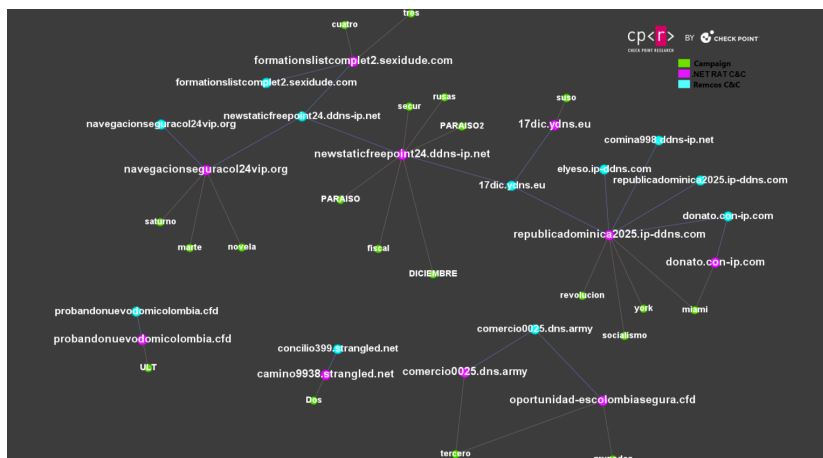 tres
cuatro
cp<r> BY CHECK POINT
CHECK POINT RESEARCH
formationslistcomplet2.sexidude.com
Campaign
.NET RAT C&C
Remcos C&C
formationslistcomplet2.sexidude.com
rusas
suso
secur
newstaticfreepoint24.ddns-ip.net
navegacionseguracol24vip.org
PARAISO2
17dic.ydns.eu
comina998.ddns-ip.net
newstaticfreepoint24.ddns-ip.net
navegacionseguracol24vip.org
elyeso.ip-ddns.com
republicadominica2025.ip-ddns.com
17dic.ydns.eu
PARAISO
donato.con-ip.com
saturno
republicadominica2025.ip-ddns.com
marte
novela
fiscal
donato.con-ip.com
DICIEMBRE
revolucion
york
miami
probandonuevodomicolombia.cfd
comercio0025.dns.army
socialismo
probandonuevodomicolombia.cfd
concilio399.strangled.net
ULT
camino9938.strangled.net
comercio0025.dns.army
Dos
oportunidad-escolombiasegura.cfd
tercero